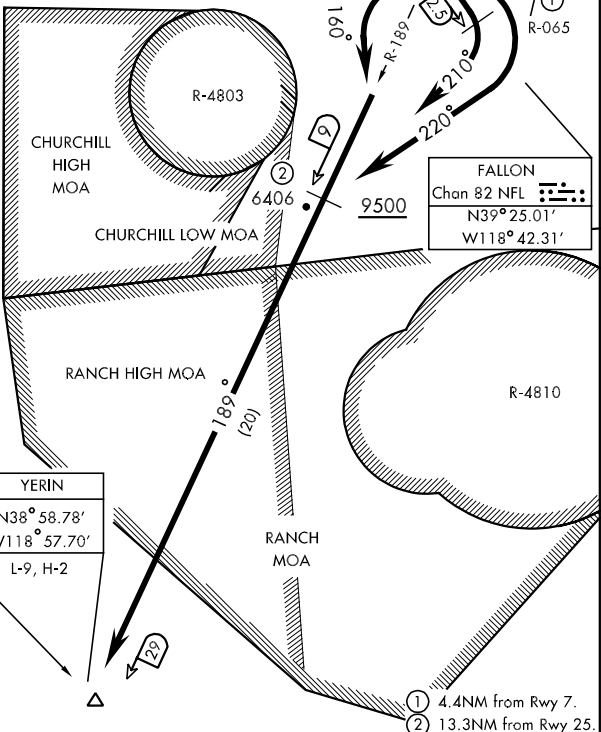 ①
R-065
2.5
160°
R-189
210°
220°
R-4803
9
CHURCHILL
HIGH
MOA
②
6406
9500
FALLON
Chan 82 NFL
N39° 25.01'
W118° 42.31'
CHURCHILL LOW MOA
RANCH HIGH MOA
189°
(20)
R-4810
YERIN
N38° 58.78'
W118° 57.70'
L-9, H-2
RANCH
MOA
29
① 4.4NM from Rwy 7.
② 13.3NM from Rwy 25.